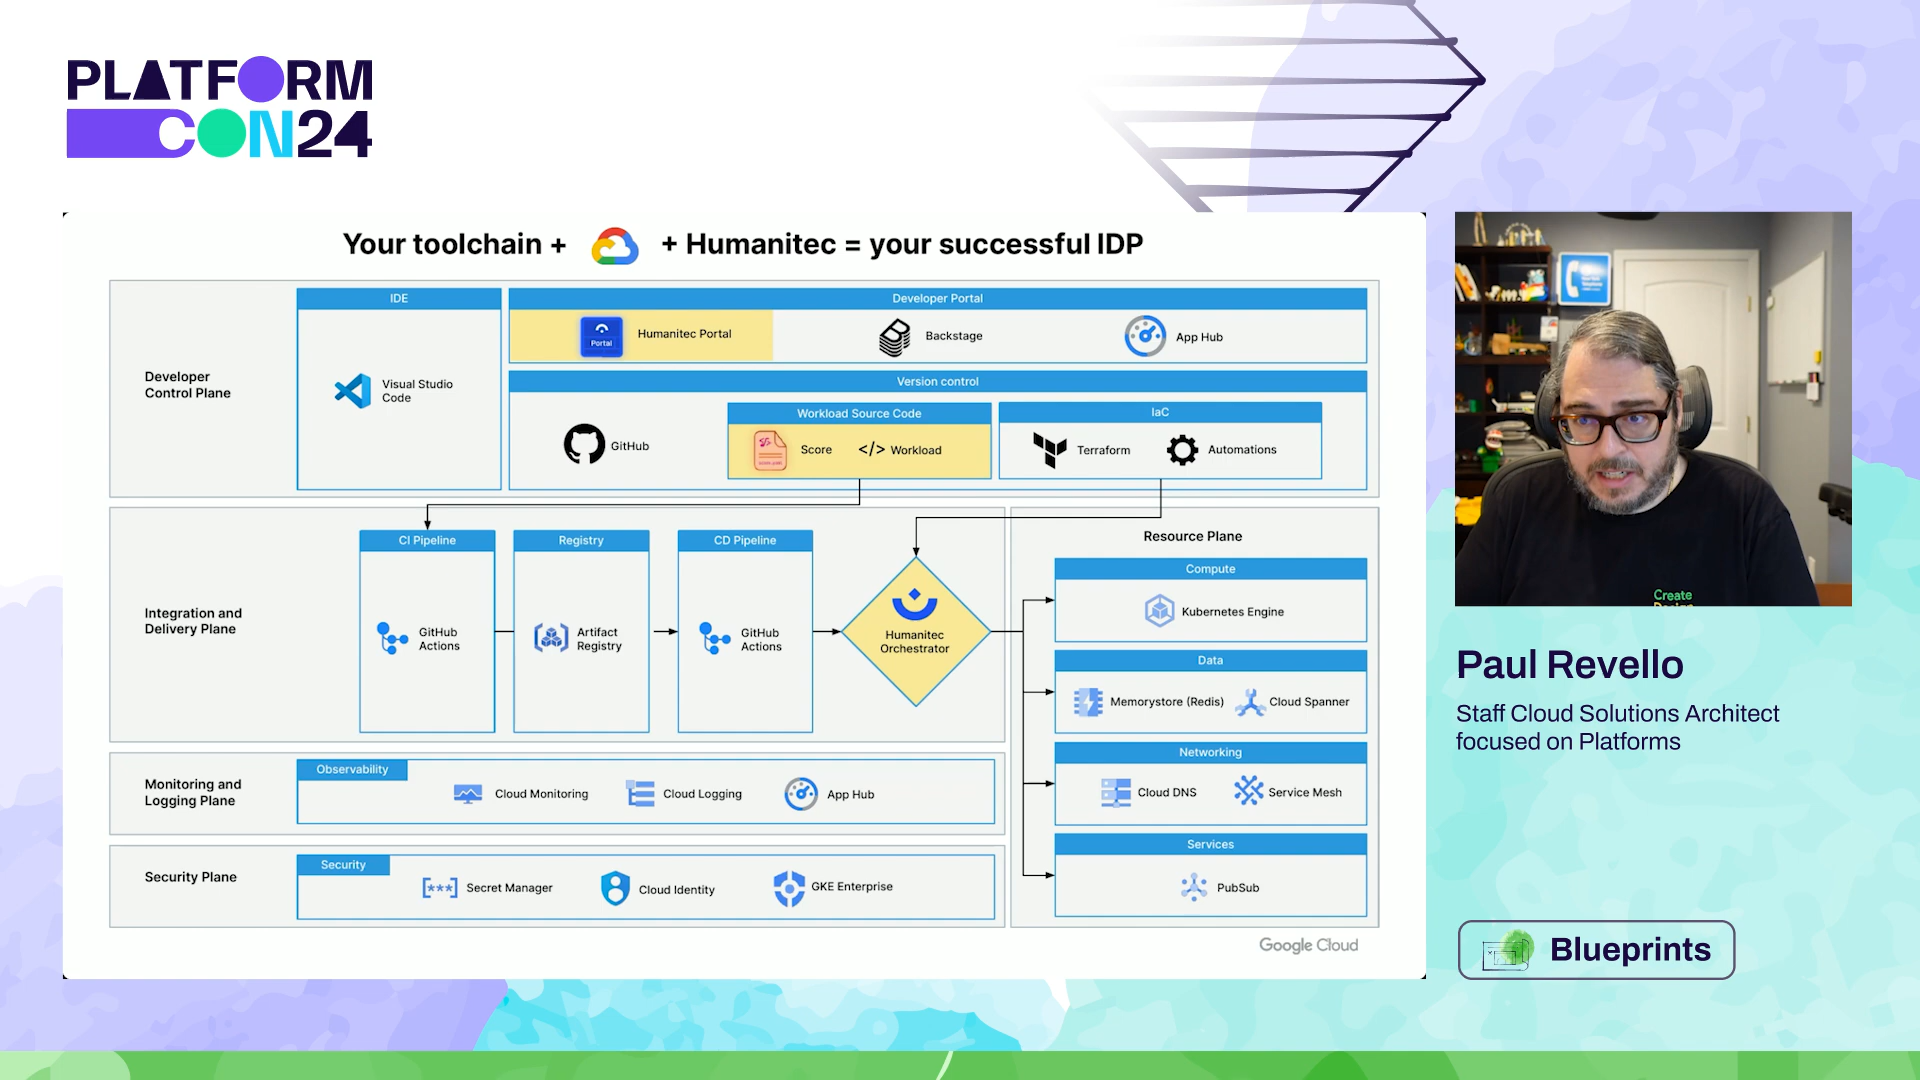 PLATFORM
CON24
Your toolchain + + Humanitec = your successful IDP
Developer
Control Plane
IDE
Visual Studio
Code
Developer Portal
Portal
Humanitec Portal
Backstage
App Hub
Version control
GitHub
Workload Source Code
Score
</> Workload
IaC
Terraform
Automations
Integration and
Delivery Plane
CI Pipeline
GitHub
Actions
Registry
Artifact
Registry
CD Pipeline
GitHub
Actions
Humanitec
Orchestrator
Resource Plane
Compute
Kubernetes Engine
Data
Memorystore (Redis)
Cloud Spanner
Networking
Cloud DNS
Service Mesh
Services
PubSub
Monitoring and
Logging Plane
Observability
Cloud Monitoring
Cloud Logging
App Hub
Security Plane
Security
[***] Secret Manager
Cloud Identity
GKE Enterprise
Google Cloud
Create
Paul Revello
Staff Cloud Solutions Architect
focused on Platforms
Blueprints